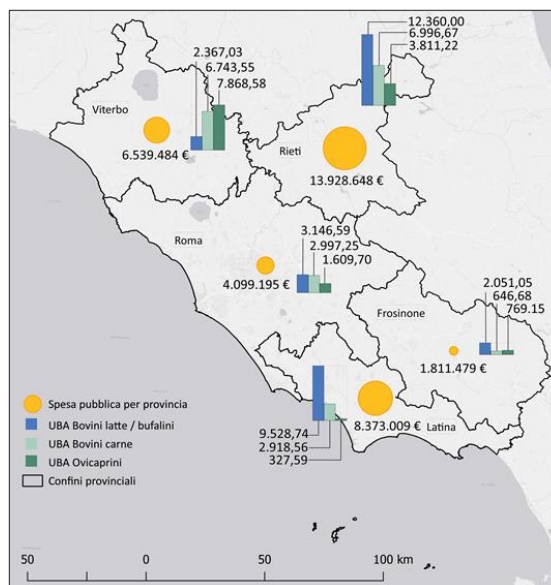 12.360,00
6.996,67
3.811,22
2.367,03
6.743,55
7.868,58
Viterbo
6.539.484 €
Rieti
13.928.648 €
Roma
3.146,59
2.997,25
1.609,70
4.099.195 €
2.051,05
646,68
769.15
Frosinone
1.811.479 €
8.373.009 €
Latina
9.528,74
2.918,56
327,59
Spesa pubblica per provincia
UBA Bovini latte / bufalini
UBA Bovini carne
UBA Ovicaprini
Confini provinciali
50 0 50 100 km